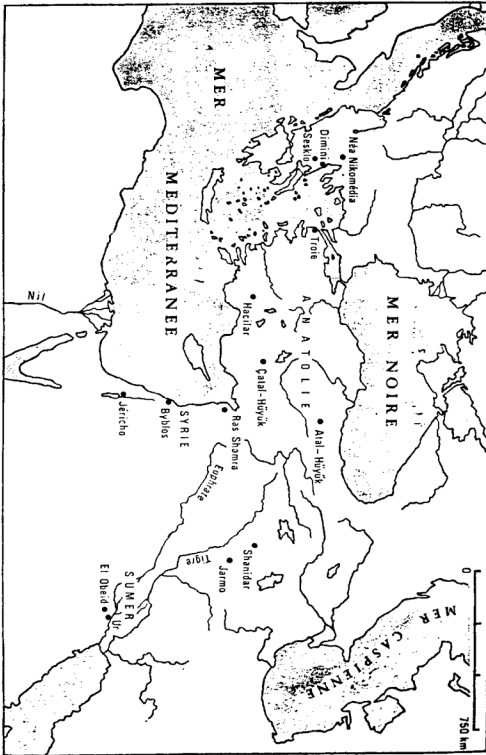 MER
MEDITERRANEE
MER NOIRE
MER CASPIENNE
ANATOLIE
Néa Nikomédia
Dimini
Sesklo
Troie
Hacilar
Çatal-Hüyük
Atal-Hüyük
Ras Shamra
SYRIE
Byblos
Jéricho
Nil
Euphrate
Tigre
Shanidar
Jarmo
SUMER
Ur
El Obeid
0
750 km